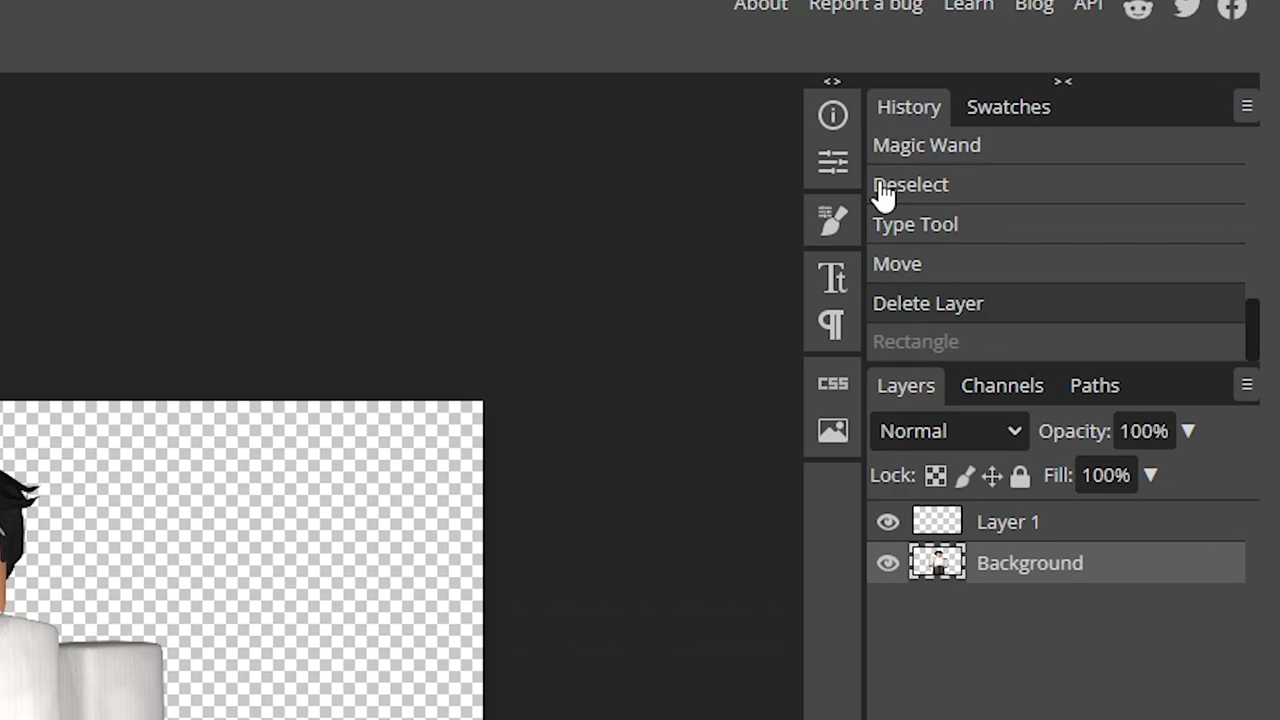 About Report a bug Learn Blog API
<> ><
History Swatches
Magic Wand
Deselect
Type Tool
Move
Delete Layer
Rectangle
Tt
¶
CSS
Layers Channels Paths
Normal Opacity: 100%
Lock: Fill: 100%
Layer 1
Background